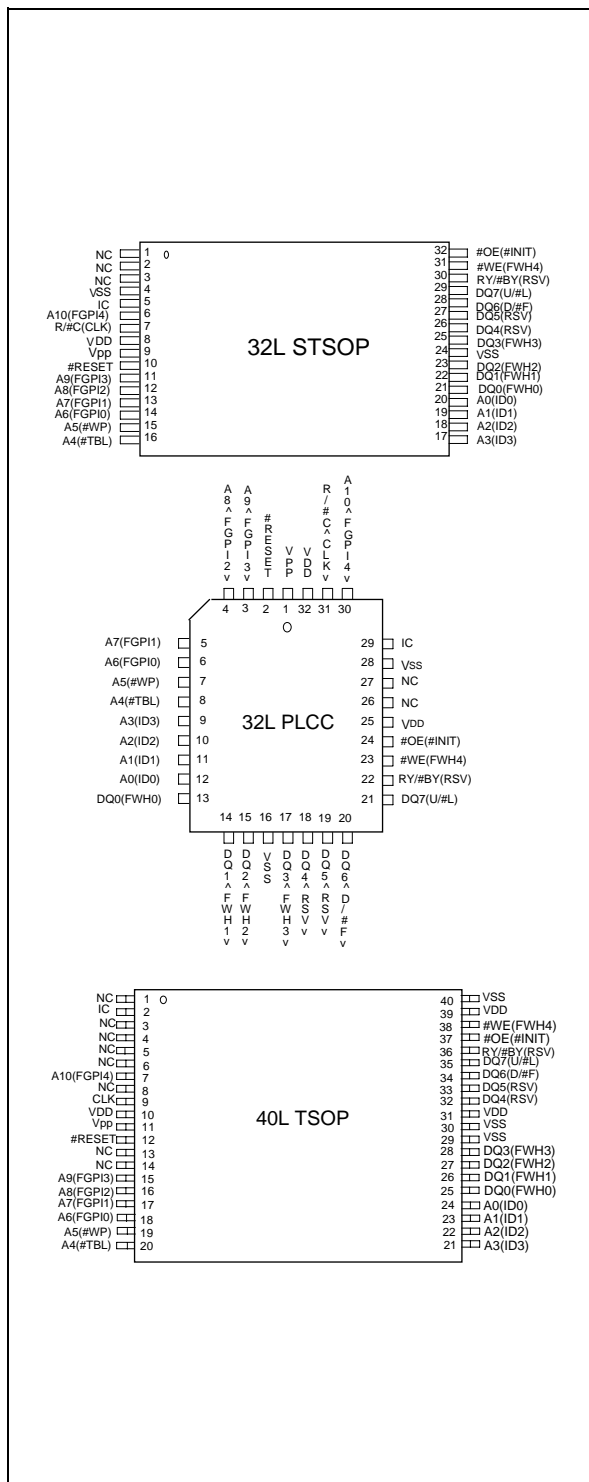 NC 1
NC 2
NC 3
VSS 4
IC 5
A10(FGPI4) 6
R/#C(CLK) 7
VDD 8
Vpp 9
#RESET 10
A9(FGPI3) 11
A8(FGPI2) 12
A7(FGPI1) 13
A6(FGPI0) 14
A5(#WP) 15
A4(#TBL) 16
32L STSOP
32 #OE(#INIT)
31 #WE(FWH4)
30 RY/#BY(RSV)
29 DQ7(U/#L)
28 DQ6(D/#F)
27 DQ5(RSV)
26 DQ4(RSV)
25 DQ3(FWH3)
24 VSS
23 DQ2(FWH2)
22 DQ1(FWH1)
21 DQ0(FWH0)
20 A0(ID0)
19 A1(ID1)
18 A2(ID2)
17 A3(ID3)
A8^FGPI2v
A9^FGPI3v
#RESET
VPP
VDD
R/#C^CLKv
A10^FGPI4v
4 3 2 1 32 31 30
A7(FGPI1) 5
A6(FGPI0) 6
A5(#WP) 7
A4(#TBL) 8
A3(ID3) 9
A2(ID2) 10
A1(ID1) 11
A0(ID0) 12
DQ0(FWH0) 13
32L PLCC
29 IC
28 VSS
27 NC
26 NC
25 VDD
24 #OE(#INIT)
23 #WE(FWH4)
22 RY/#BY(RSV)
21 DQ7(U/#L)
14 15 16 17 18 19 20
DQ1^FWH1v
DQ2^FWH2v
VSS
DQ3^FWH3v
DQ4^RSVv
DQ5^RSVv
DQ6^D/#Fv
NC 1
IC 2
NC 3
NC 4
NC 5
NC 6
A10(FGPI4) 7
NC 8
CLK 9
VDD 10
Vpp 11
#RESET 12
NC 13
NC 14
A9(FGPI3) 15
A8(FGPI2) 16
A7(FGPI1) 17
A6(FGPI0) 18
A5(#WP) 19
A4(#TBL) 20
40L TSOP
40 VSS
39 VDD
38 #WE(FWH4)
37 #OE(#INIT)
36 RY/#BY(RSV)
35 DQ7(U/#L)
34 DQ6(D/#F)
33 DQ5(RSV)
32 DQ4(RSV)
31 VDD
30 VSS
29 VSS
28 DQ3(FWH3)
27 DQ2(FWH2)
26 DQ1(FWH1)
25 DQ0(FWH0)
24 A0(ID0)
23 A1(ID1)
22 A2(ID2)
21 A3(ID3)